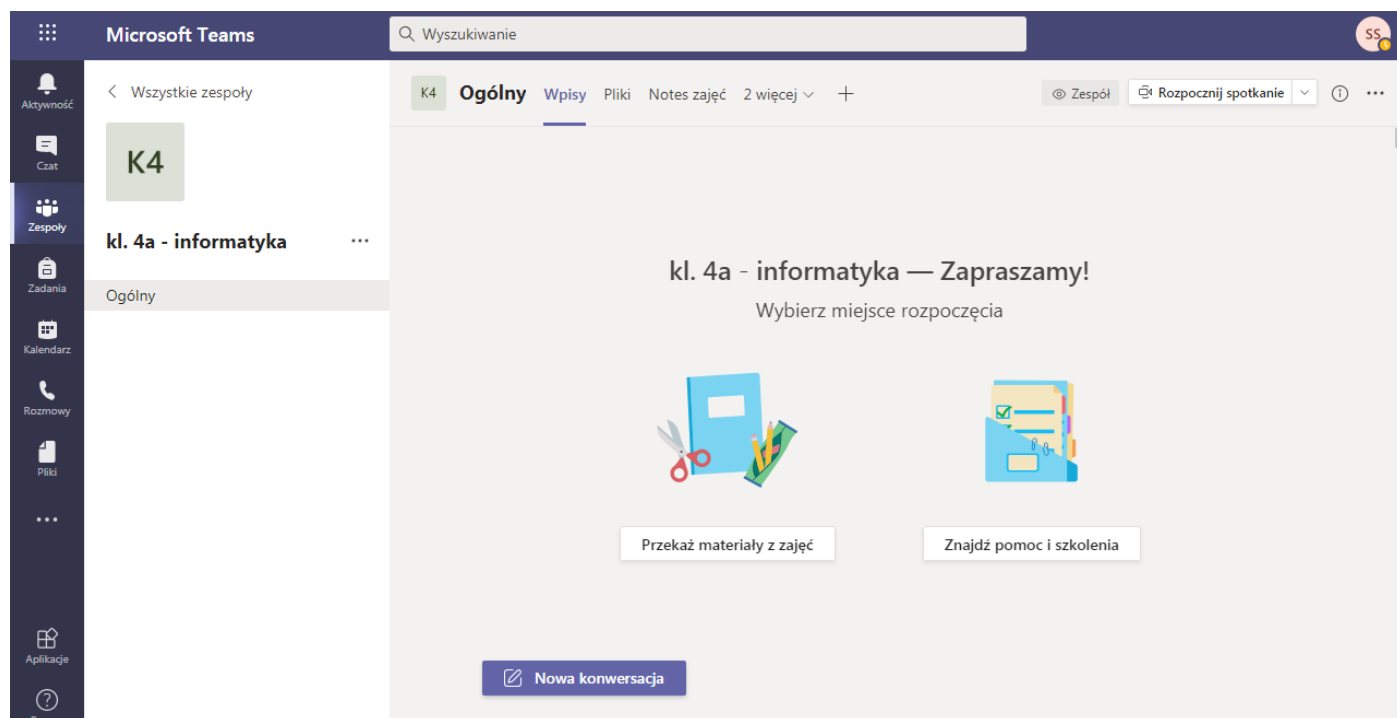 Microsoft Teams
Wyszukiwanie
SS
Aktywność
Czat
Zespoły
Zadania
Kalendarz
Rozmowy
Pliki
Aplikacje
Wszystkie zespoły
K4
kl. 4a - informatyka
Ogólny
K4 Ogólny Wpisy Pliki Notes zajęć 2 więcej
Zespół Rozpocznij spotkanie
kl. 4a - informatyka — Zapraszamy!
Wybierz miejsce rozpoczęcia
Przekaż materiały z zajęć
Znajdź pomoc i szkolenia
Nowa konwersacja